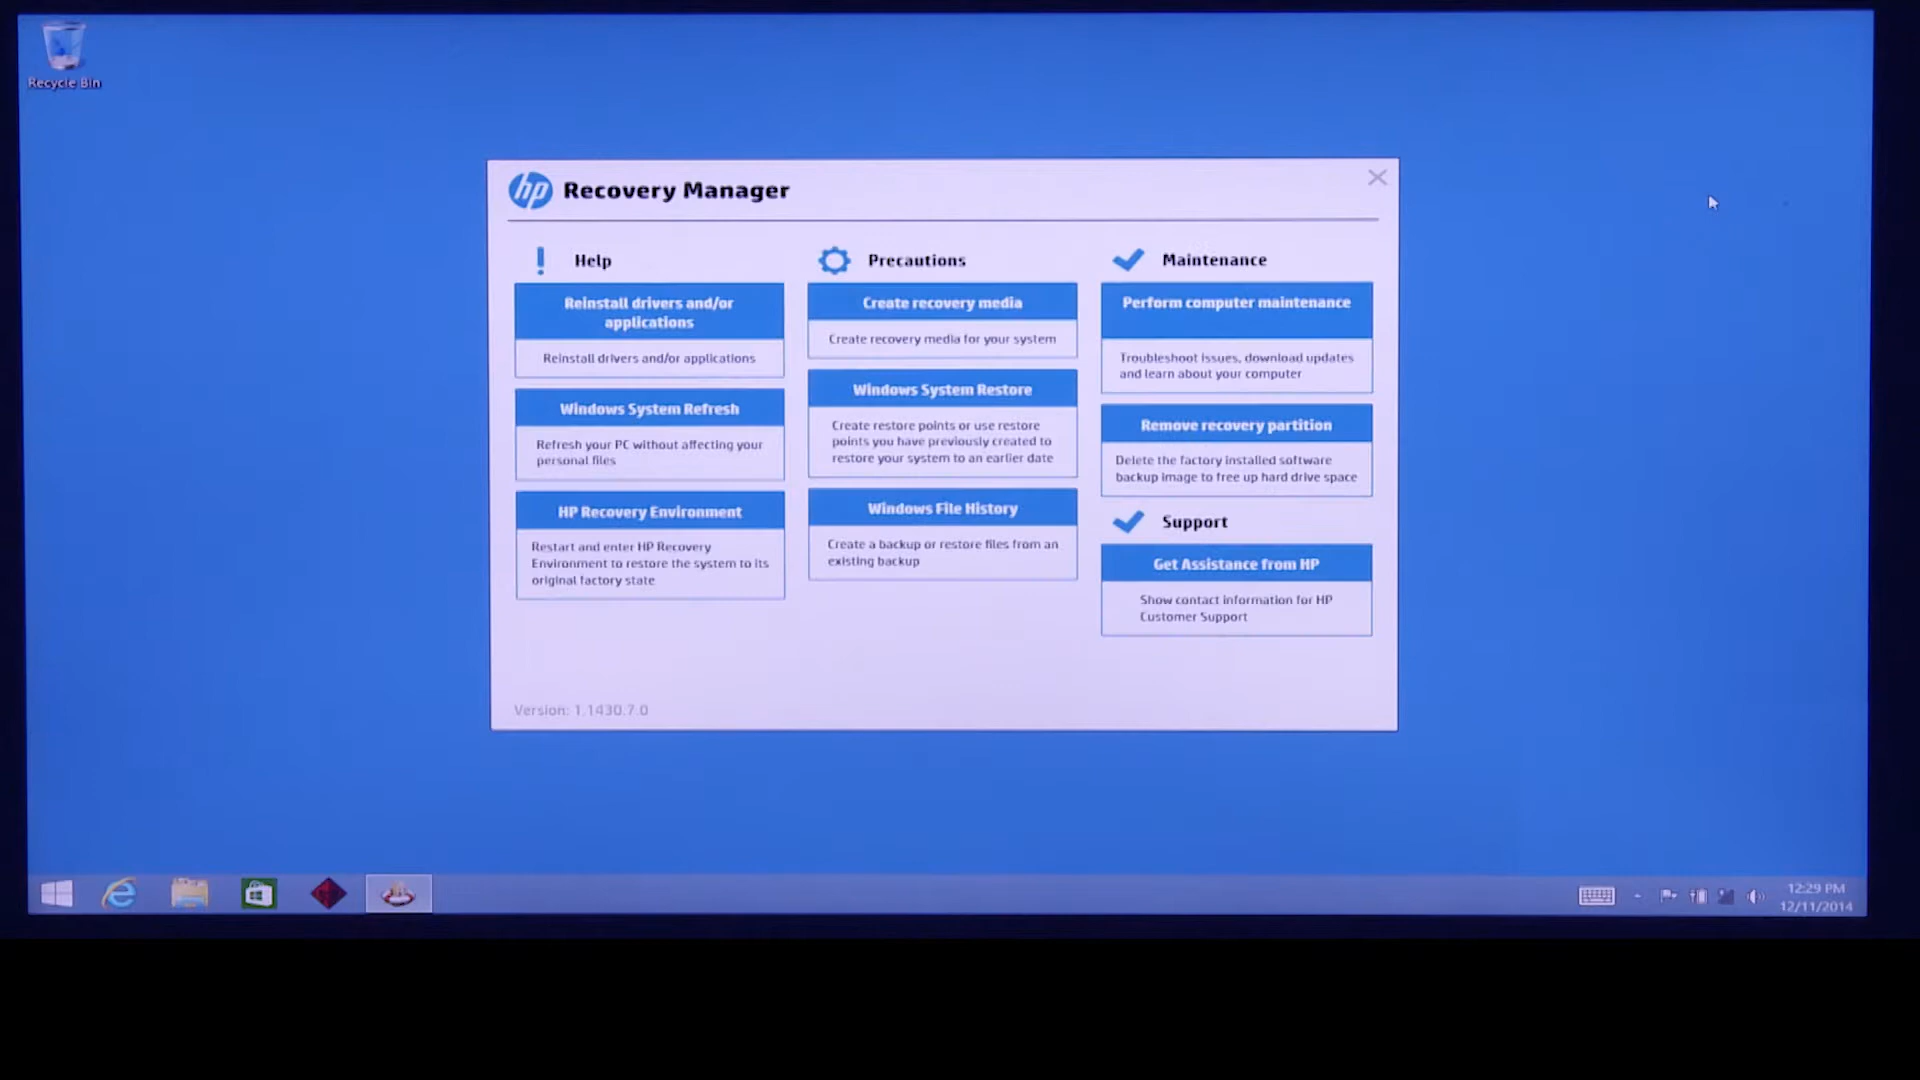 Recycle Bin
hp Recovery Manager
Help
Reinstall drivers and/or
applications
Reinstall drivers and/or applications
Windows System Refresh
Refresh your PC without affecting your
personal files
HP Recovery Environment
Restart and enter HP Recovery
Environment to restore the system to its
original factory state
Precautions
Create recovery media
Create recovery media for your system
Windows System Restore
Create restore points or use restore
points you have previously created to
restore your system to an earlier date
Windows File History
Create a backup or restore files from an
existing backup
Maintenance
Perform computer maintenance
Troubleshoot issues, download updates
and learn about your computer
Remove recovery partition
Delete the factory installed software
backup image to free up hard drive space
Support
Get Assistance from HP
Show contact information for HP
Customer Support
Version: 1.1430.7.0
12:29 PM
12/11/2014